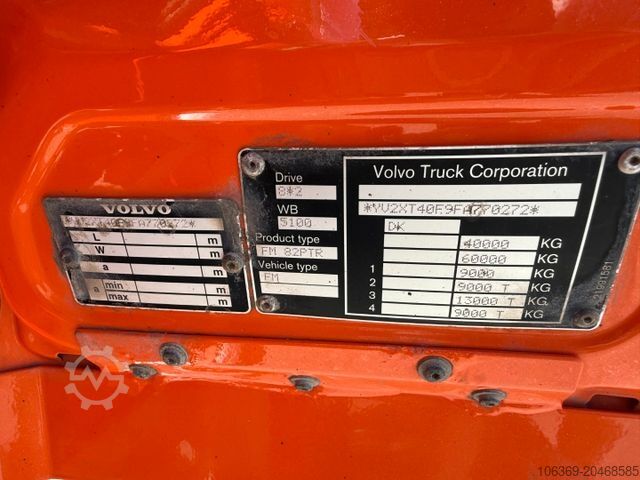 VOLVO
L m
W m
a m
a min m
max m
Drive
8*2
WB
5100
Product type
FM 82PTR
Vehicle type
FM
Volvo Truck Corporation
*YV2XT40F9FA770272*
DK
40000 KG
60000 KG
1 9000 KG
2 9000 T KG
3 13000 T KG
4 9000 T KG
106369-20468585